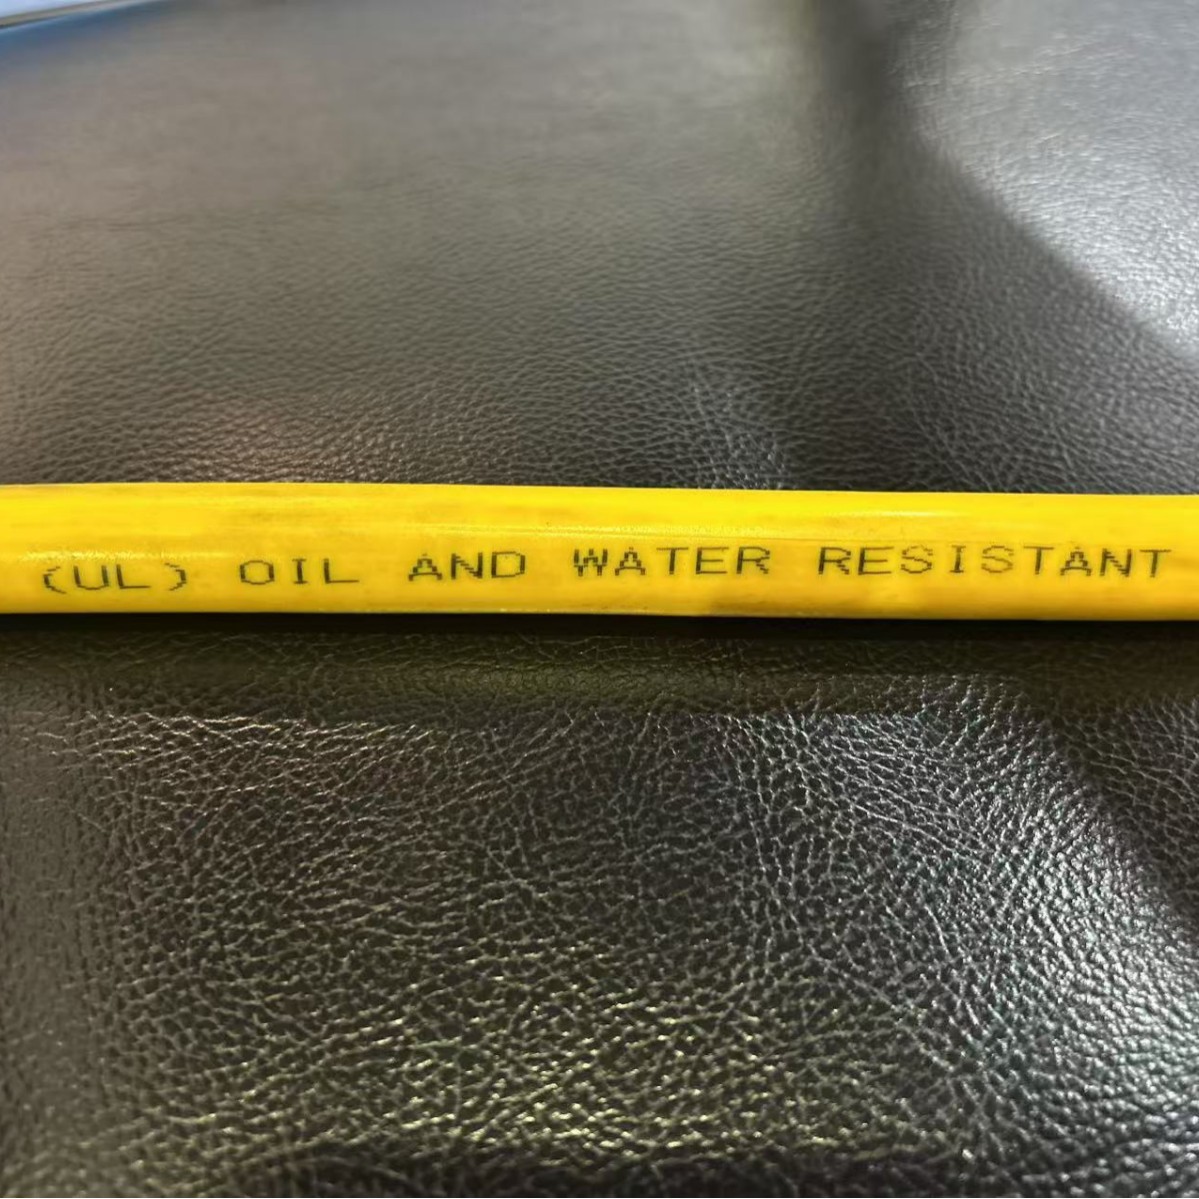 (UL) OIL AND WATER RESISTANT